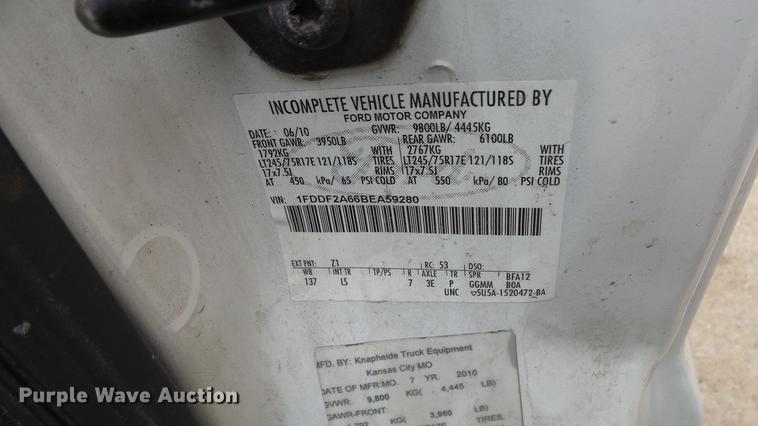 INCOMPLETE VEHICLE MANUFACTURED BY
FORD MOTOR COMPANY
DATE: 06/10 GVWR: 9800LB/ 4445KG
FRONT GAWR: 3950LB REAR GAWR: 6100LB
1792KG WITH 2767KG WITH
LT245/75R17E 121/118S TIRES LT245/75R17E 121/118S TIRES
17x7.5J RIMS 17x7.5J RIMS
AT 450 kPa/ 65 PSI COLD AT 550 kPa/ 80 PSI COLD
VIN: 1FDDF2A66BEA59280
EXT PNT: Z1 RC: 53 DSO:
WB INT TR TP/PS R AXLE TR SPR BFA12
137 LS 7 3E P GGMM B0A
UNC 5U5A-1520472-BA
MFD. BY: Knapheide Truck Equipment
Kansas City MO
DATE OF MFR:MO. 7 YR. 2010
GVWR: 9,800 KG( 4,445 LB)
GAWR-FRONT:
KG( 3,950 LB)
TIRES,
Purple Wave Auction